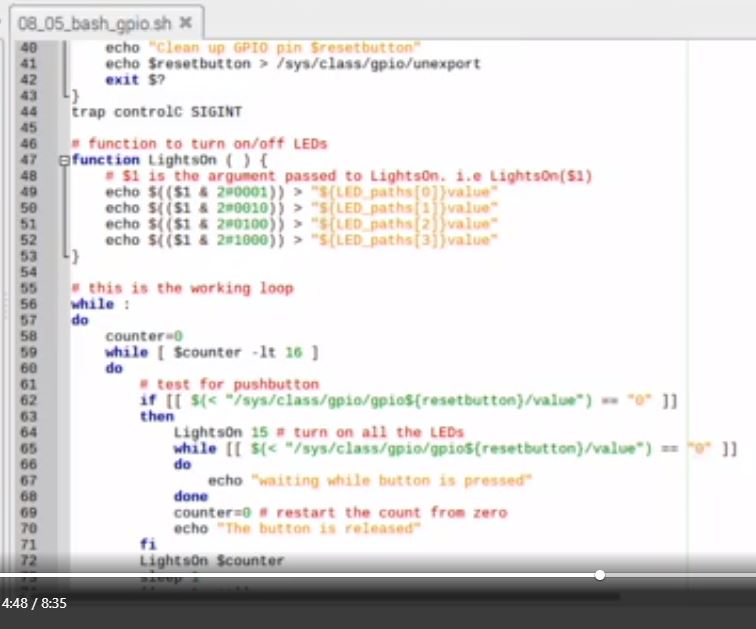 08_05_bash_gpio.sh ✖
40 echo "Clean up GPIO pin $resetbutton"
41 echo $resetbutton > /sys/class/gpio/unexport
42 exit $?
43 }
44 trap controlC SIGINT
45
46 # function to turn on/off LEDs
47 function LightsOn ( ) {
48 # $1 is the argument passed to LightsOn. i.e LightsOn($1)
49 echo $(($1 & 2#0001)) > "${LED_paths[0]}value"
50 echo $(($1 & 2#0010)) > "${LED_paths[1]}value"
51 echo $(($1 & 2#0100)) > "${LED_paths[2]}value"
52 echo $(($1 & 2#1000)) > "${LED_paths[3]}value"
53 }
54
55 # this is the working loop
56 while :
57 do
58 counter=0
59 while [ $counter -lt 16 ]
60 do
61 # test for pushbutton
62 if [[ $(< "/sys/class/gpio/gpio${resetbutton}/value") == "0" ]]
63 then
64 LightsOn 15 # turn on all the LEDs
65 while [[ $(< "/sys/class/gpio/gpio${resetbutton}/value") == "0" ]]
66 do
67 echo "waiting while button is pressed"
68 done
69 counter=0 # restart the count from zero
70 echo "The button is released"
71 fi
72 LightsOn $counter
73 sleep 1
4:48 / 8:35